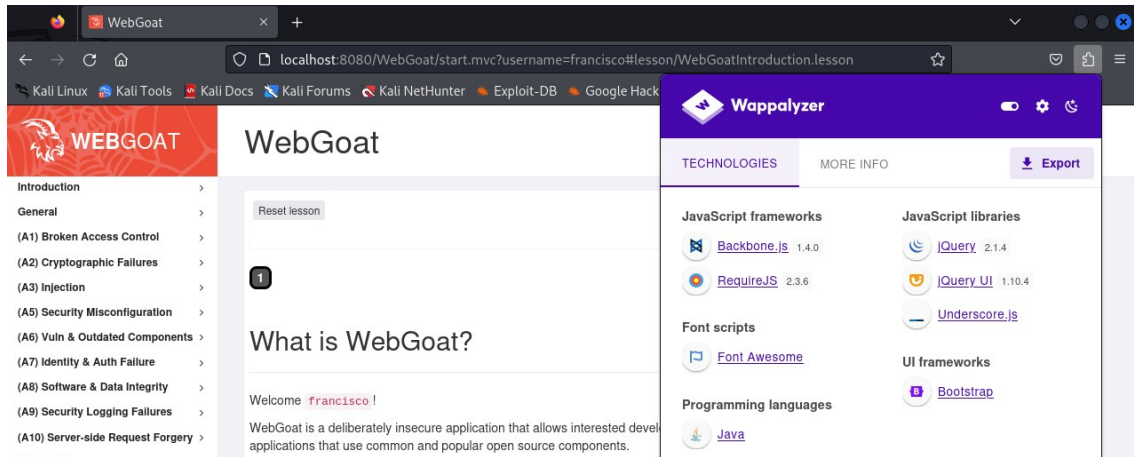 WebGoat
localhost:8080/WebGoat/start.mvc?username=francisco#lesson/WebGoatIntroduction.lesson
Kali Linux Kali Tools Kali Docs Kali Forums Kali NetHunter Exploit-DB Google Hack
WEBGOAT
Introduction
General
(A1) Broken Access Control
(A2) Cryptographic Failures
(A3) Injection
(A5) Security Misconfiguration
(A6) Vuln & Outdated Components
(A7) Identity & Auth Failure
(A8) Software & Data Integrity
(A9) Security Logging Failures
(A10) Server-side Request Forgery
WebGoat
Reset lesson
1
What is WebGoat?
Welcome francisco!
WebGoat is a deliberately insecure application that allows interested devel
applications that use common and popular open source components.
Wappalyzer
TECHNOLOGIES MORE INFO Export
JavaScript frameworks
Backbone.js 1.4.0
RequireJS 2.3.6
Font scripts
Font Awesome
Programming languages
Java
JavaScript libraries
jQuery 2.1.4
jQuery UI 1.10.4
Underscore.js
UI frameworks
Bootstrap